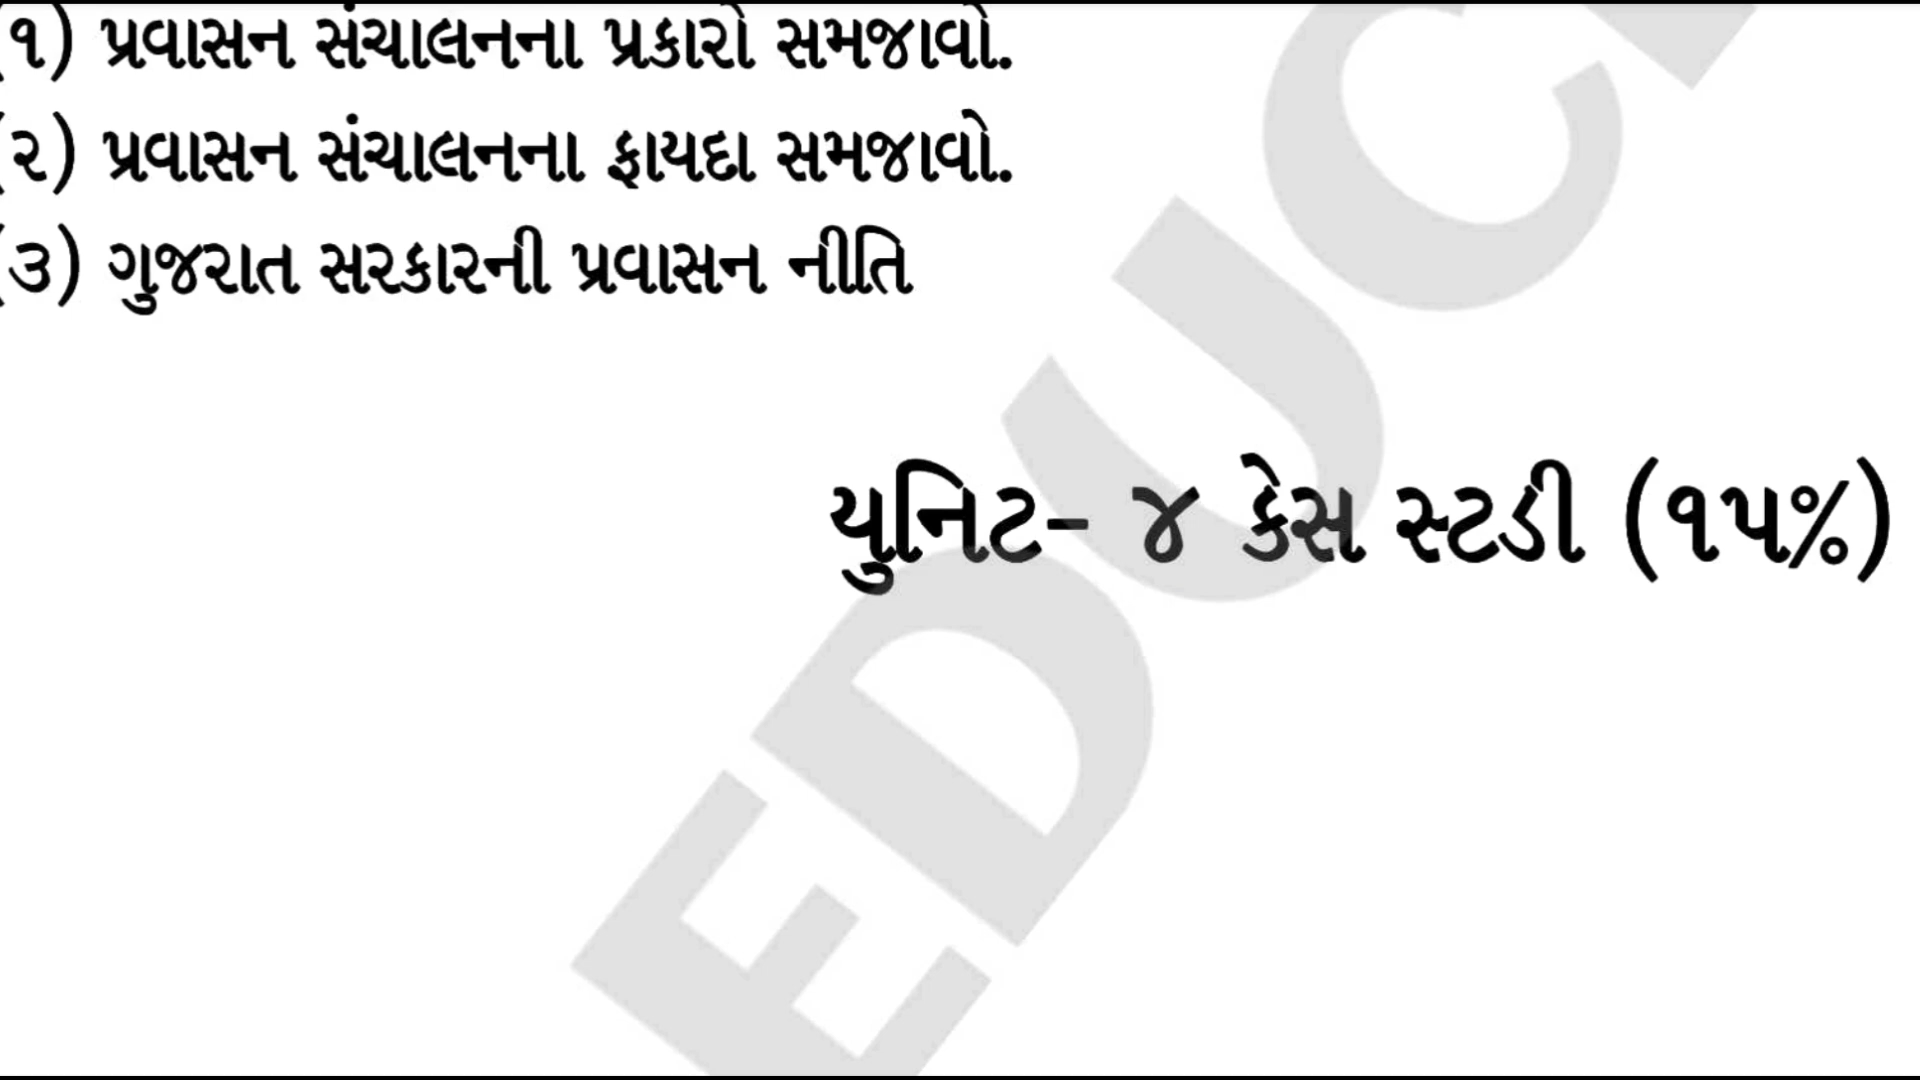 (૧) પ્રવાસન સંચાલનના પ્રકારો સમજાવો.
(૨) પ્રવાસન સંચાલનના ફાયદા સમજાવો.
(૩) ગુજરાત સરકારની પ્રવાસન નીતિ
યુનિટ- ૪ કેસ સ્ટડી (૧૫%)
EDUC